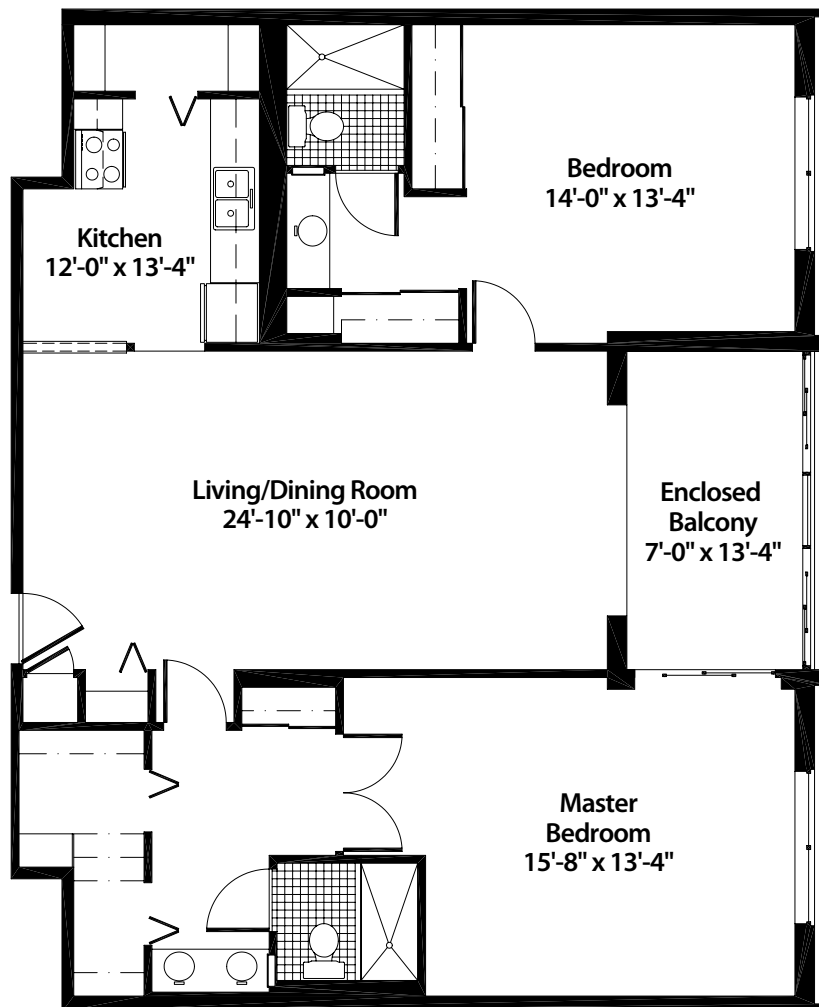 Bedroom
14'-0" x 13'-4"
Kitchen
12'-0" x 13'-4"
Living/Dining Room
24'-10" x 10'-0"
Enclosed
Balcony
7'-0" x 13'-4"
Master
Bedroom
15'-8" x 13'-4"